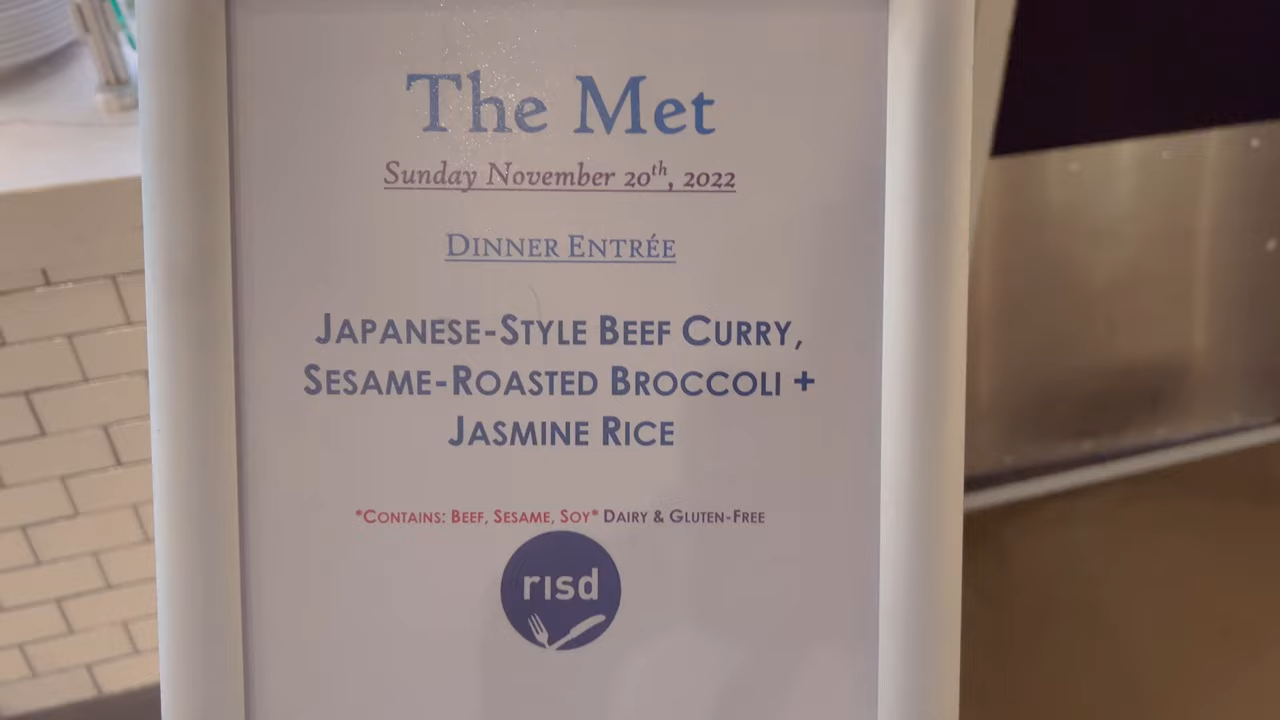 The Met
Sunday November 20th, 2022
DINNER ENTRÉE
JAPANESE-STYLE BEEF CURRY,
SESAME-ROASTED BROCCOLI +
JASMINE RICE
*CONTAINS: BEEF, SESAME, SOY* DAIRY & GLUTEN-FREE
risd